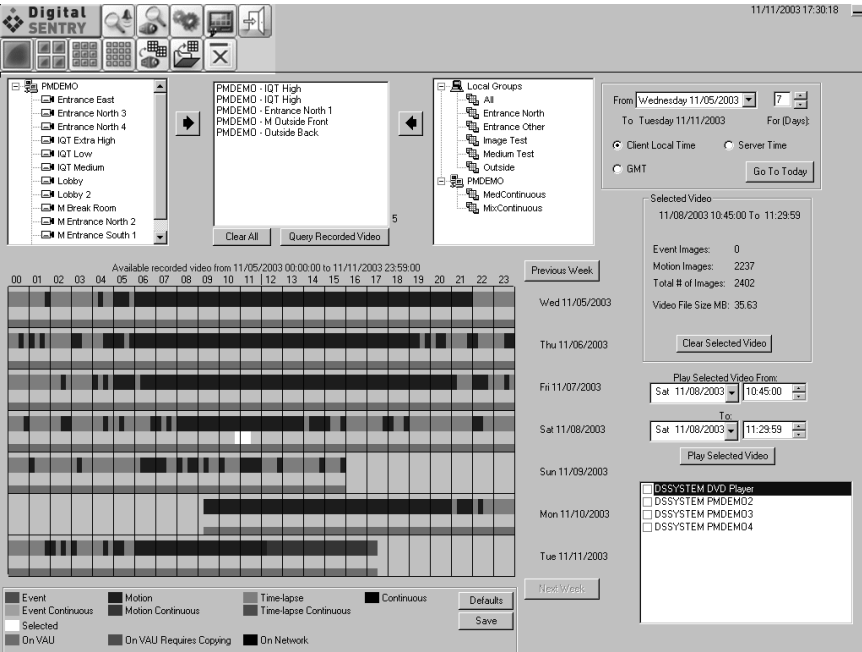 11/11/2003 17:30:18
Digital
SENTRY
PMDEMO
Entrance East
Entrance North 3
Entrance North 4
IQT Extra High
IQT Low
IQT Medium
Lobby
Lobby 2
M Break Room
M Entrance North 2
M Entrance South 1
PMDEMO - IQT High
PMDEMO - IQT High
PMDEMO - Entrance North 1
PMDEMO - M Outside Front
PMDEMO - Outside Back
5
Clear All
Query Recorded Video
Local Groups
All
Entrance North
Entrance Other
Image Test
Medium Test
Outside
PMDEMO
MedContinuous
MixContinuous
From Wednesday 11/05/2003 7
To Tuesday 11/11/2003 For (Days):
Client Local Time Server Time
GMT Go To Today
Selected Video
11/08/2003 10:45:00 To 11:29:59
Event Images: 0
Motion Images: 2237
Total # of Images: 2402
Video File Size MB: 35.63
Clear Selected Video
Available recorded video from 11/05/2003 00:00:00 to 11/11/2003 23:59:00
00 01 02 03 04 05 06 07 08 09 10 11 12 13 14 15 16 17 18 19 20 21 22 23
Previous Week
Wed 11/05/2003
Thu 11/06/2003
Fri 11/07/2003
Sat 11/08/2003
Sun 11/09/2003
Mon 11/10/2003
Tue 11/11/2003
Next Week
Play Selected Video From:
Sat 11/08/2003 10:45:00
To:
Sat 11/08/2003 11:29:59
Play Selected Video
DSSYSTEM DVD Player
DSSYSTEM PMDEMO2
DSSYSTEM PMDEMO3
DSSYSTEM PMDEMO4
Event Motion Time-lapse Continuous
Event Continuous Motion Continuous Time-lapse Continuous
Selected
On VAU On VAU Requires Copying On Network
Defaults
Save